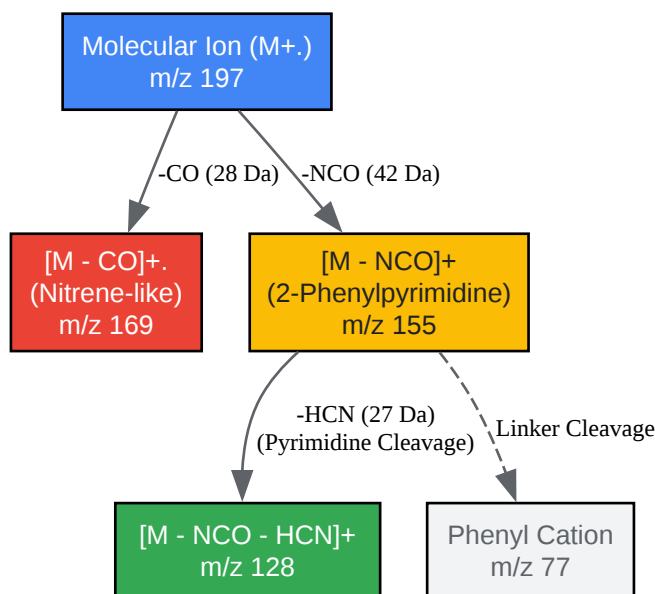 Molecular Ion (M+.)
m/z 197
-CO (28 Da)
-NCO (42 Da)
[M - CO]+.
(Nitrene-like)
m/z 169
[M - NCO]+
(2-Phenylpyrimidine)
m/z 155
-HCN (27 Da)
(Pyrimidine Cleavage)
Linker Cleavage
[M - NCO - HCN]+
m/z 128
Phenyl Cation
m/z 77